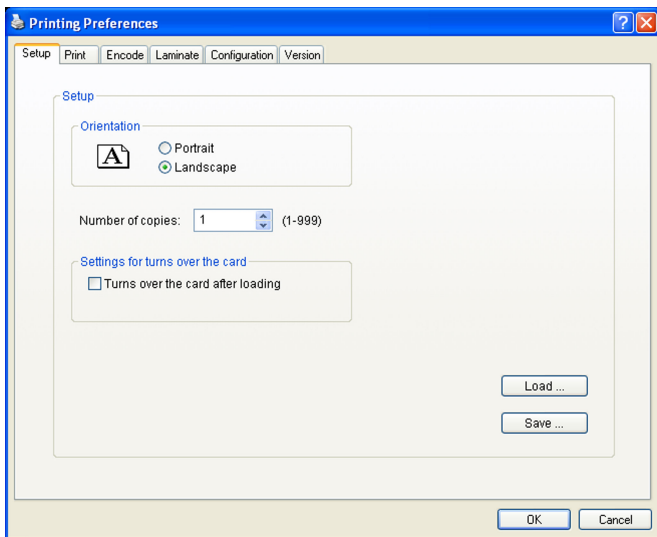 Printing Preferences
Setup Print Encode Laminate Configuration Version
Setup
Orientation
A
Portrait
Landscape
Number of copies: 1 (1-999)
Settings for turns over the card
Turns over the card after loading
Load ...
Save ...
OK Cancel